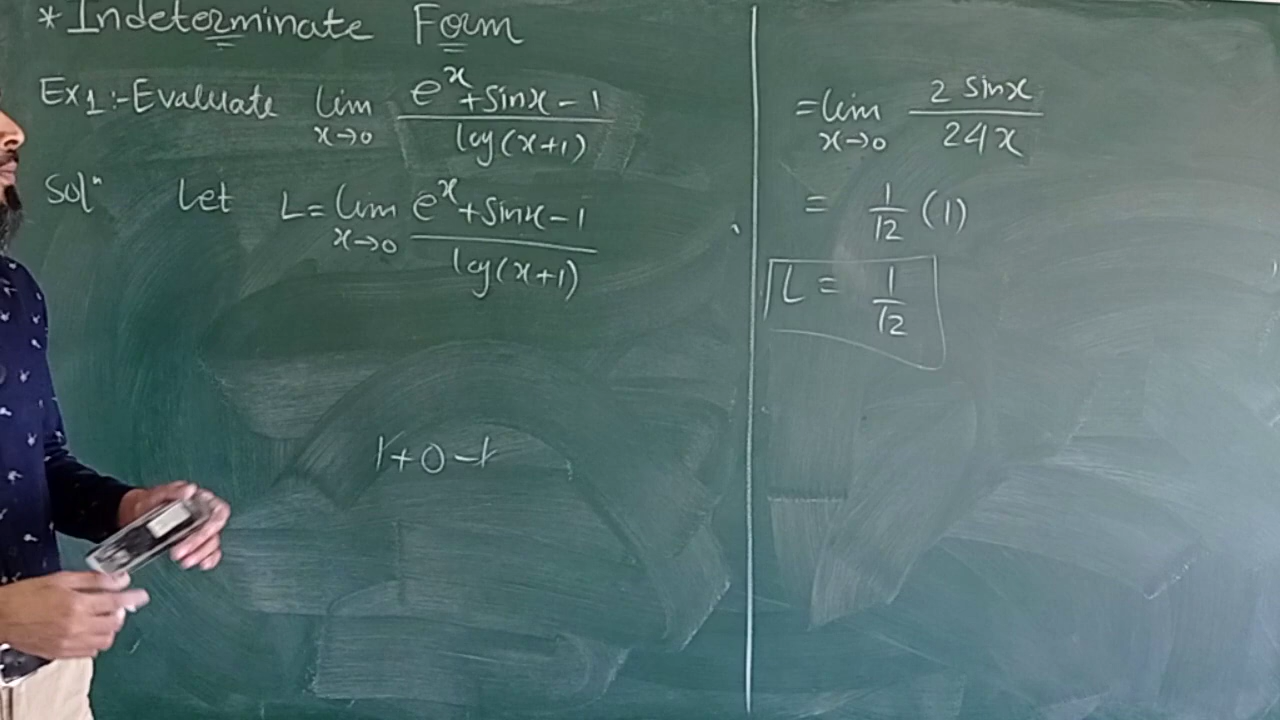 * Indeterminate Form
Ex1:- Evaluate lim x→0 (e^x + sinx - 1) / log(x+1)
Solⁿ Let L = lim x→0 (e^x + sinx - 1) / log(x+1)
1+0-1
= lim x→0 2 sinx / 24x
= 1/12 (1)
L = 1/12